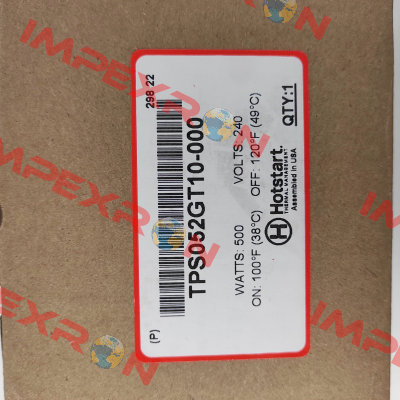 298 22
(P)
TPS052GT10-000
WATTS: 500 VOLTS: 240
ON: 100°F (38°C) OFF: 120°F (49°C)
H Hotstart.
THERMAL MANAGEMENT
Assembled in USA
QTY:1
IMPEXRON
IMPEXRON
IMPEXRON